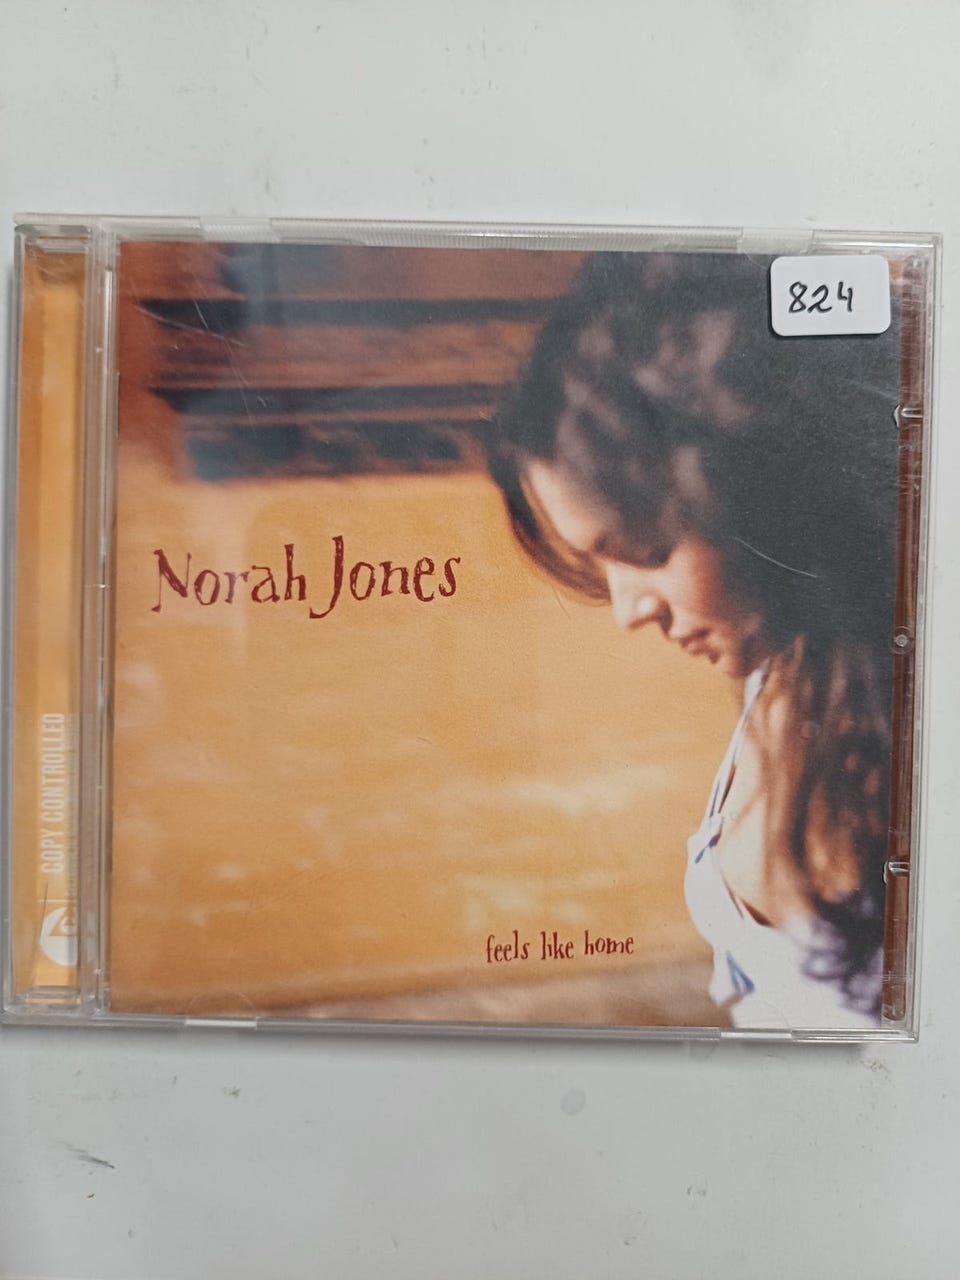 824
Norah Jones
COPY CONTROLLED
feels like home